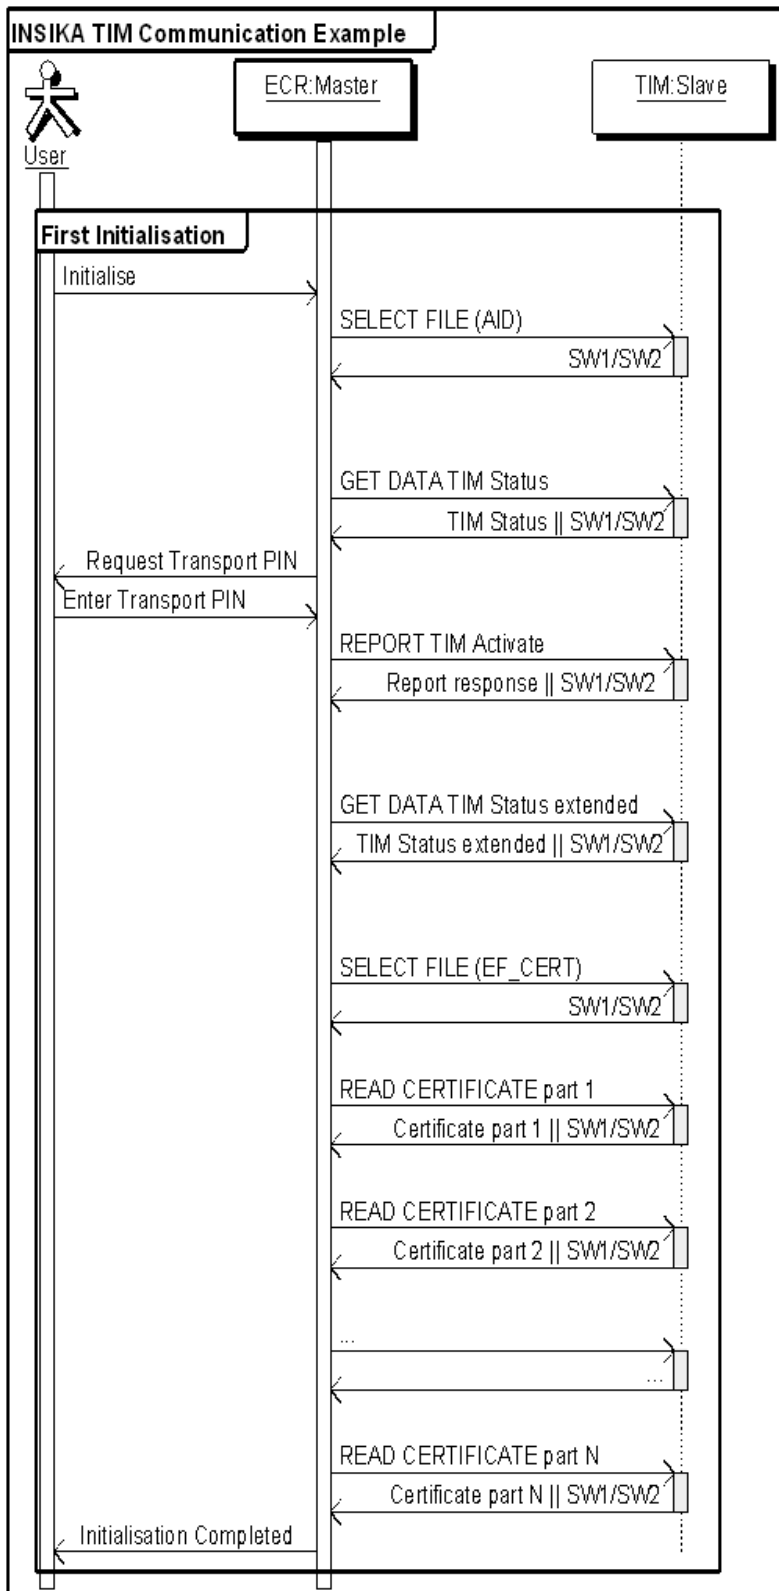 INSIKA TIM Communication Example
User
ECR:Master
TIM:Slave
First Initialisation
Initialise
SELECT FILE (AID)
SW1/SW2
GET DATA TIM Status
TIM Status || SW1/SW2
Request Transport PIN
Enter Transport PIN
REPORT TIM Activate
Report response || SW1/SW2
GET DATA TIM Status extended
TIM Status extended || SW1/SW2
SELECT FILE (EF_CERT)
SW1/SW2
READ CERTIFICATE part 1
Certificate part 1 || SW1/SW2
READ CERTIFICATE part 2
Certificate part 2 || SW1/SW2
...
...
READ CERTIFICATE part N
Certificate part N || SW1/SW2
Initialisation Completed